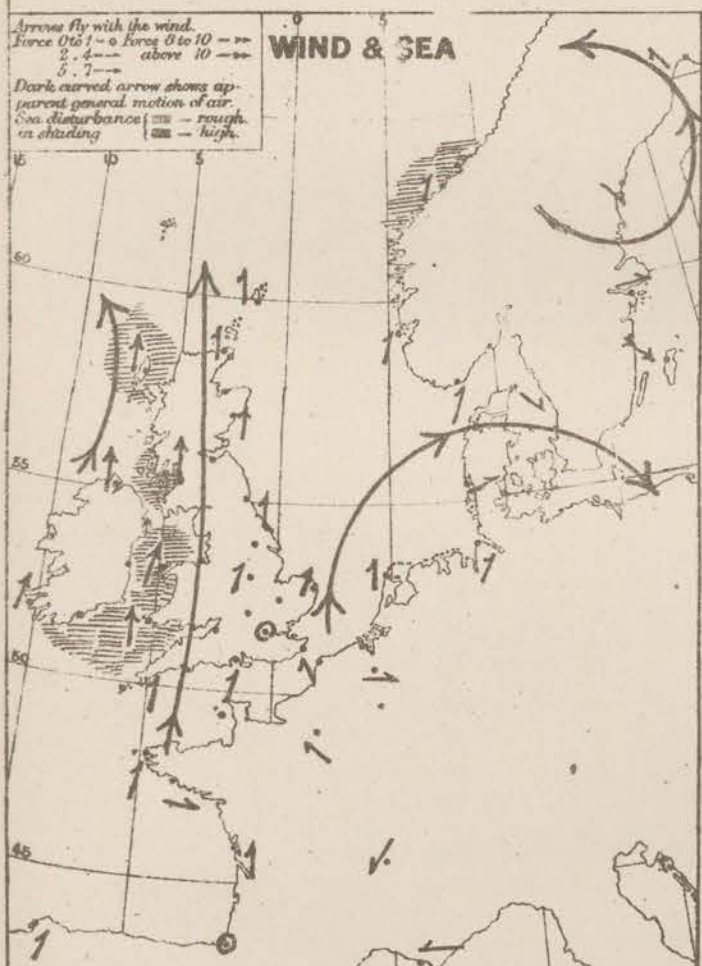 Arrows fly with the wind.
Force 0 to 1 – o Force 8 to 10 –
2 . 4 – above 10 –
5 . 7 –
Dark curved arrow shows ap-
parent general motion of air.
Sea disturbance { – rough.
in shading – high.
WIND & SEA
15 10 5 0 5
60
55
50
45